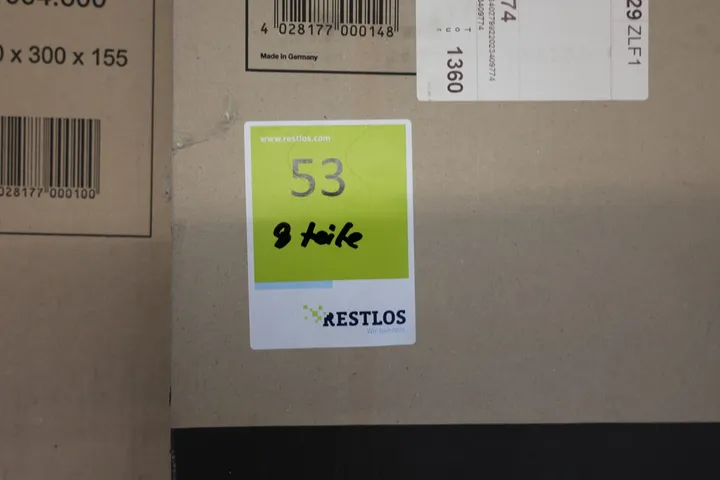 0 x 300 x 155
028177 000100
4 028177 000148
Made in Germany
1360
74
29 ZLF1
www.restlos.com
53
8 teile
RESTLOS